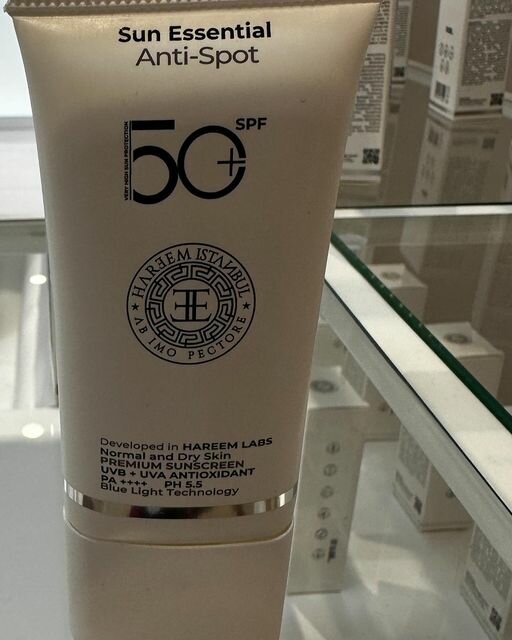 Sun Essential
Anti-Spot
VERY HIGH SUN PROTECTION
50+
SPF
HAREEM ISTANBUL
AB IMO PECTORE
Developed in HAREEM LABS
Normal and Dry Skin
PREMIUM SUNSCREEN
UVB + UVA ANTIOXIDANT
PA ++++ PH 5.5
Blue Light Technology